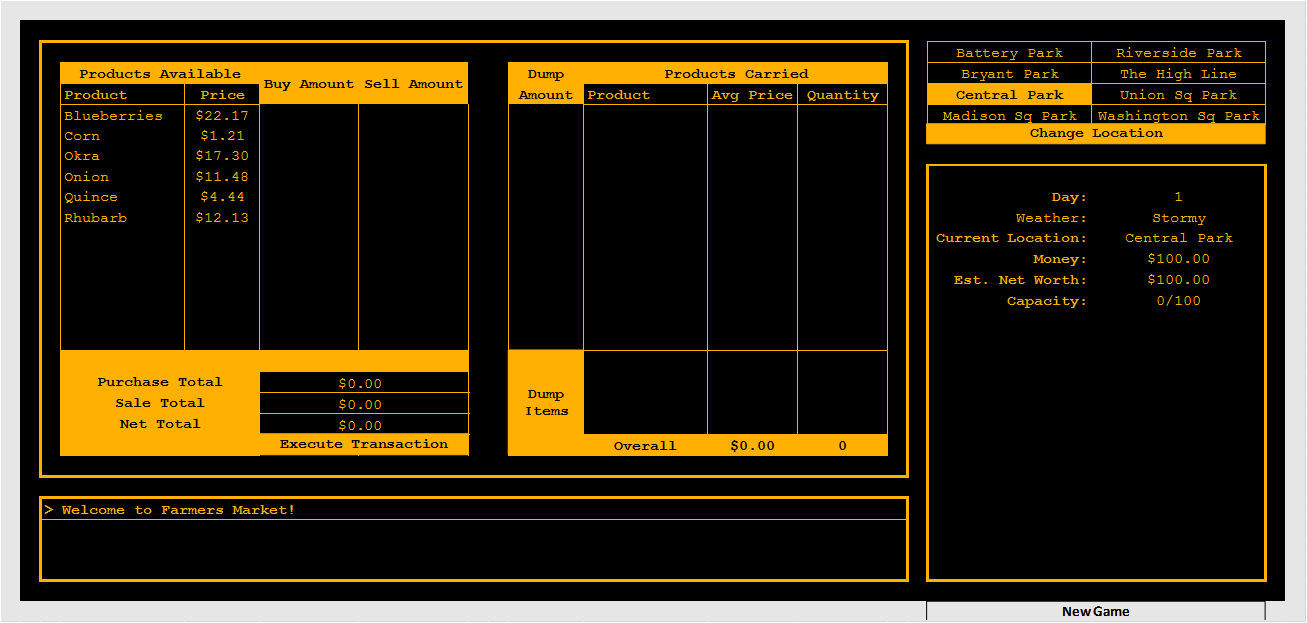 Products Available Buy Amount Sell Amount
Product Price
Blueberries $22.17
Corn $1.21
Okra $17.30
Onion $11.48
Quince $4.44
Rhubarb $12.13
Purchase Total $0.00
Sale Total $0.00
Net Total $0.00
Execute Transaction
Dump Amount Products Carried
Product Avg Price Quantity
Dump Items
Overall $0.00 0
Battery Park Riverside Park
Bryant Park The High Line
Central Park Union Sq Park
Madison Sq Park Washington Sq Park
Change Location
Day: 1
Weather: Stormy
Current Location: Central Park
Money: $100.00
Est. Net Worth: $100.00
Capacity: 0/100
> Welcome to Farmers Market!
New Game